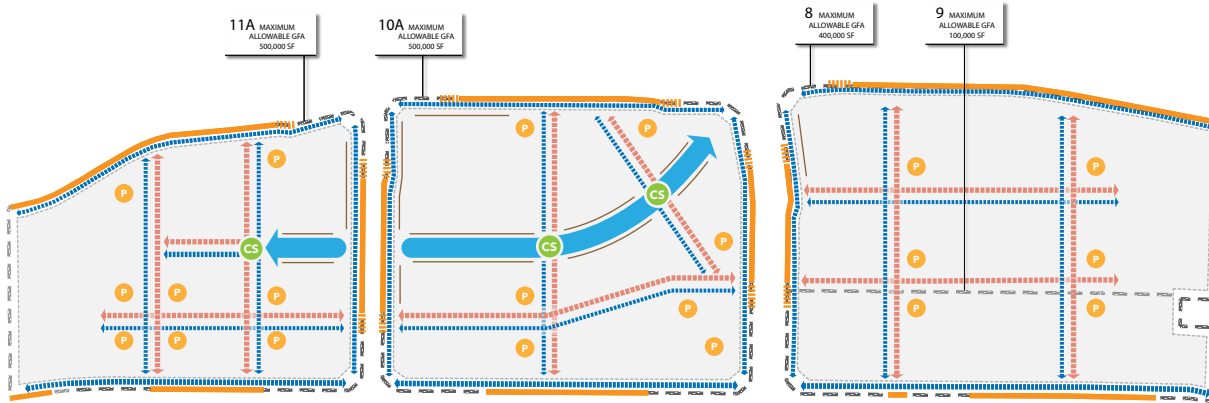 11A MAXIMUM
ALLOWABLE GFA
500,000 SF
10A MAXIMUM
ALLOWABLE GFA
500,000 SF
8 MAXIMUM
ALLOWABLE GFA
400,000 SF
9 MAXIMUM
ALLOWABLE GFA
100,000 SF
P
P
P
P
P
P
P
P
CS
P
P
P
P
P
P
P
CS
CS
P
P
P
P
P
P